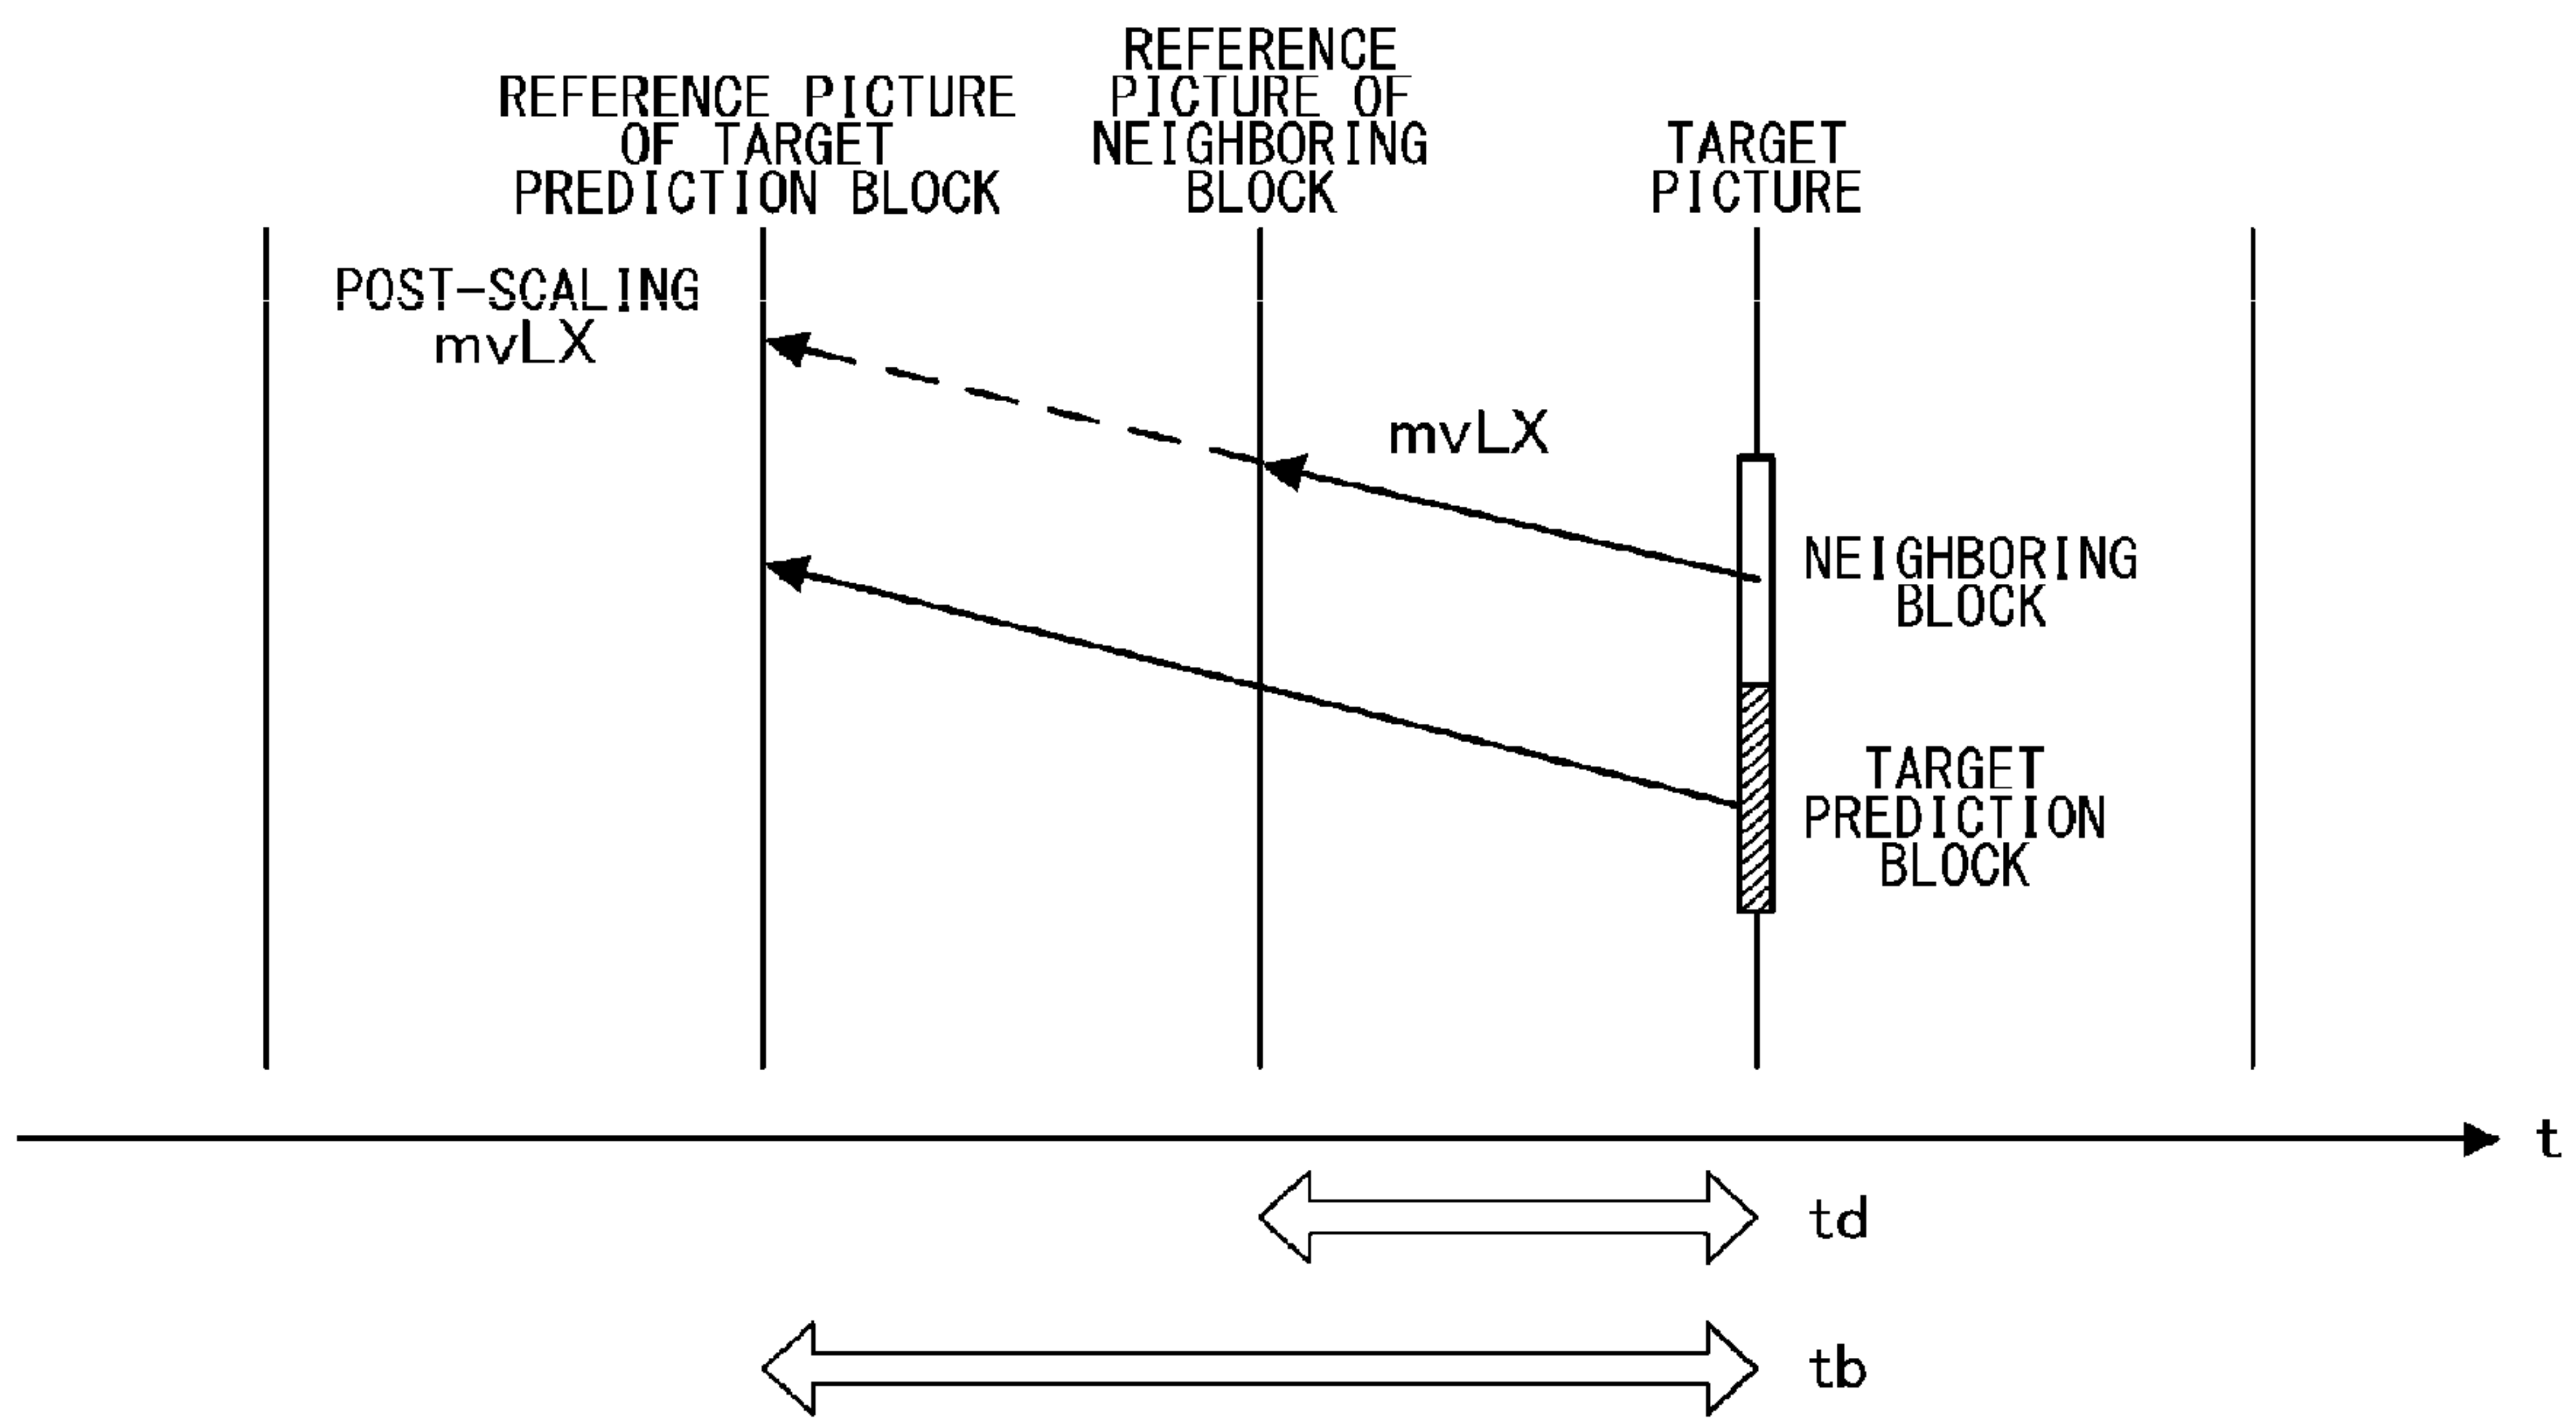 REFERENCE PICTURE
OF TARGET
PREDICTION BLOCK
REFERENCE
PICTURE OF
NEIGHBORING
BLOCK
TARGET
PICTURE
POST-SCALING
mvLX
mvLX
NEIGHBORING
BLOCK
TARGET
PREDICTION
BLOCK
t
td
tb